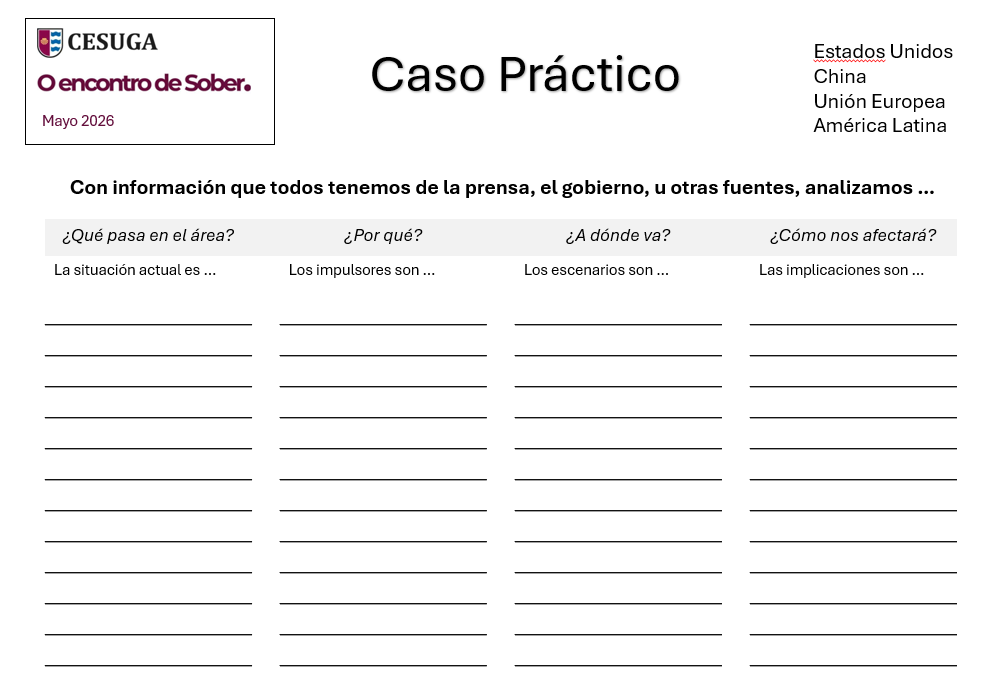 CESUGA
O encontro de Sober.
Mayo 2026
Caso Práctico
Estados Unidos
China
Unión Europea
América Latina
Con información que todos tenemos de la prensa, el gobierno, u otras fuentes, analizamos ...
¿Qué pasa en el área?
¿Por qué?
¿A dónde va?
¿Cómo nos afectará?
La situación actual es ...
Los impulsores son ...
Los escenarios son ...
Las implicaciones son ...